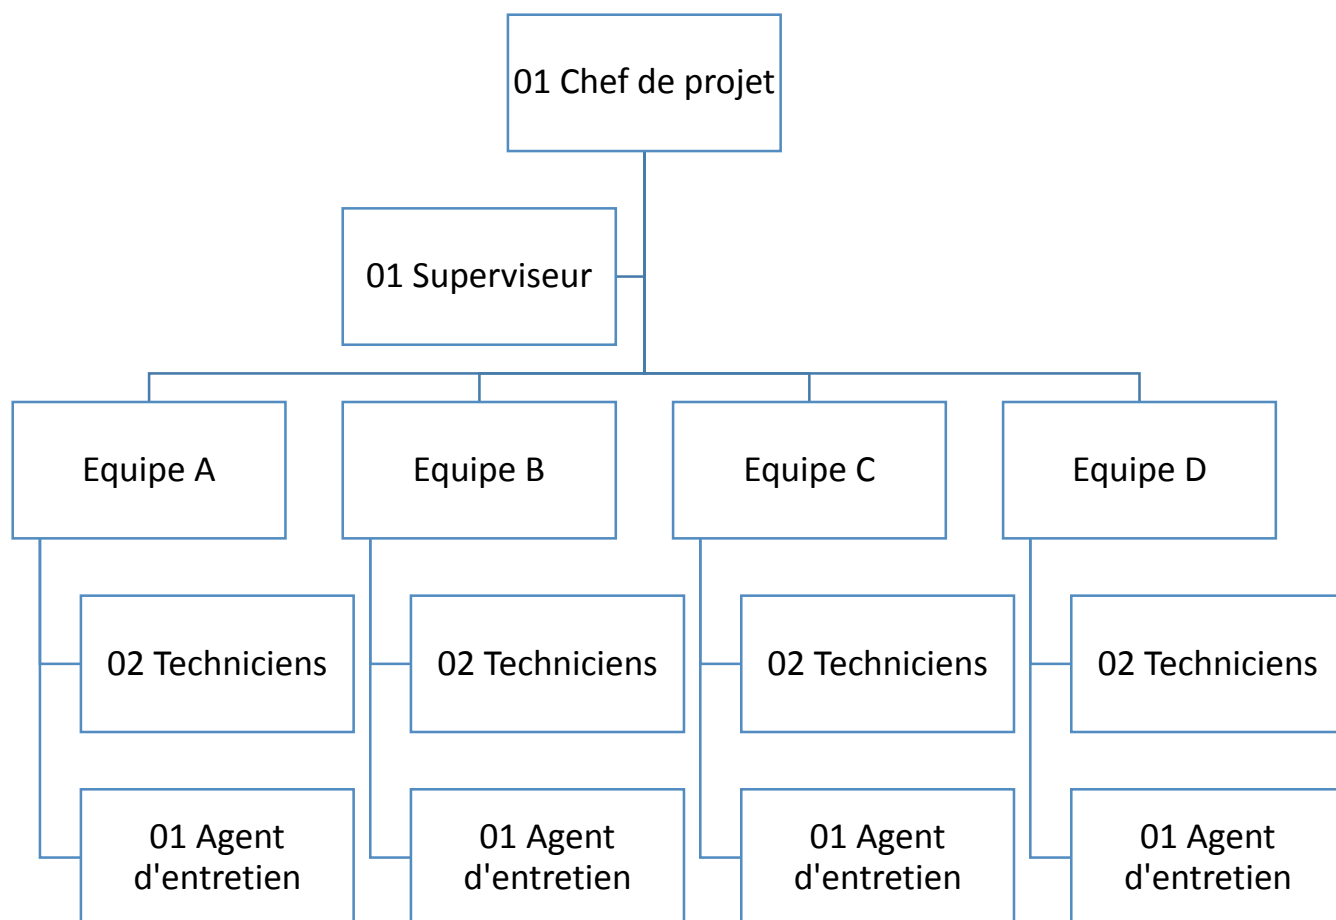 01 Chef de projet
01 Superviseur
Equipe A
Equipe B
Equipe C
Equipe D
02 Techniciens
02 Techniciens
02 Techniciens
02 Techniciens
01 Agent
d'entretien
01 Agent
d'entretien
01 Agent
d'entretien
01 Agent
d'entretien